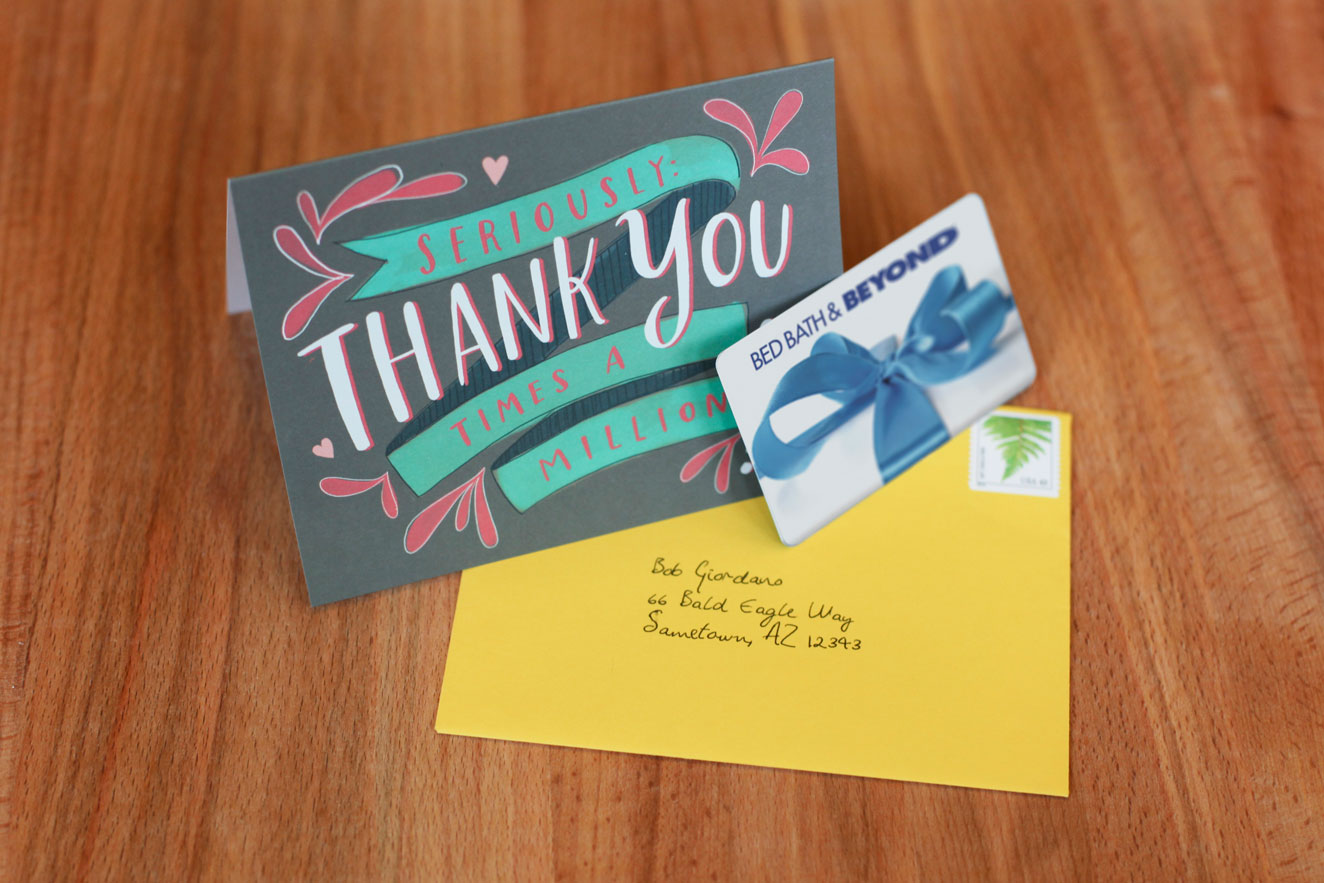 SERIOUSLY:
THANK YOU
TIMES A
MILLION
BED BATH & BEYOND
Bob Giordano
66 Bald Eagle Way
Sametown, AZ 12343